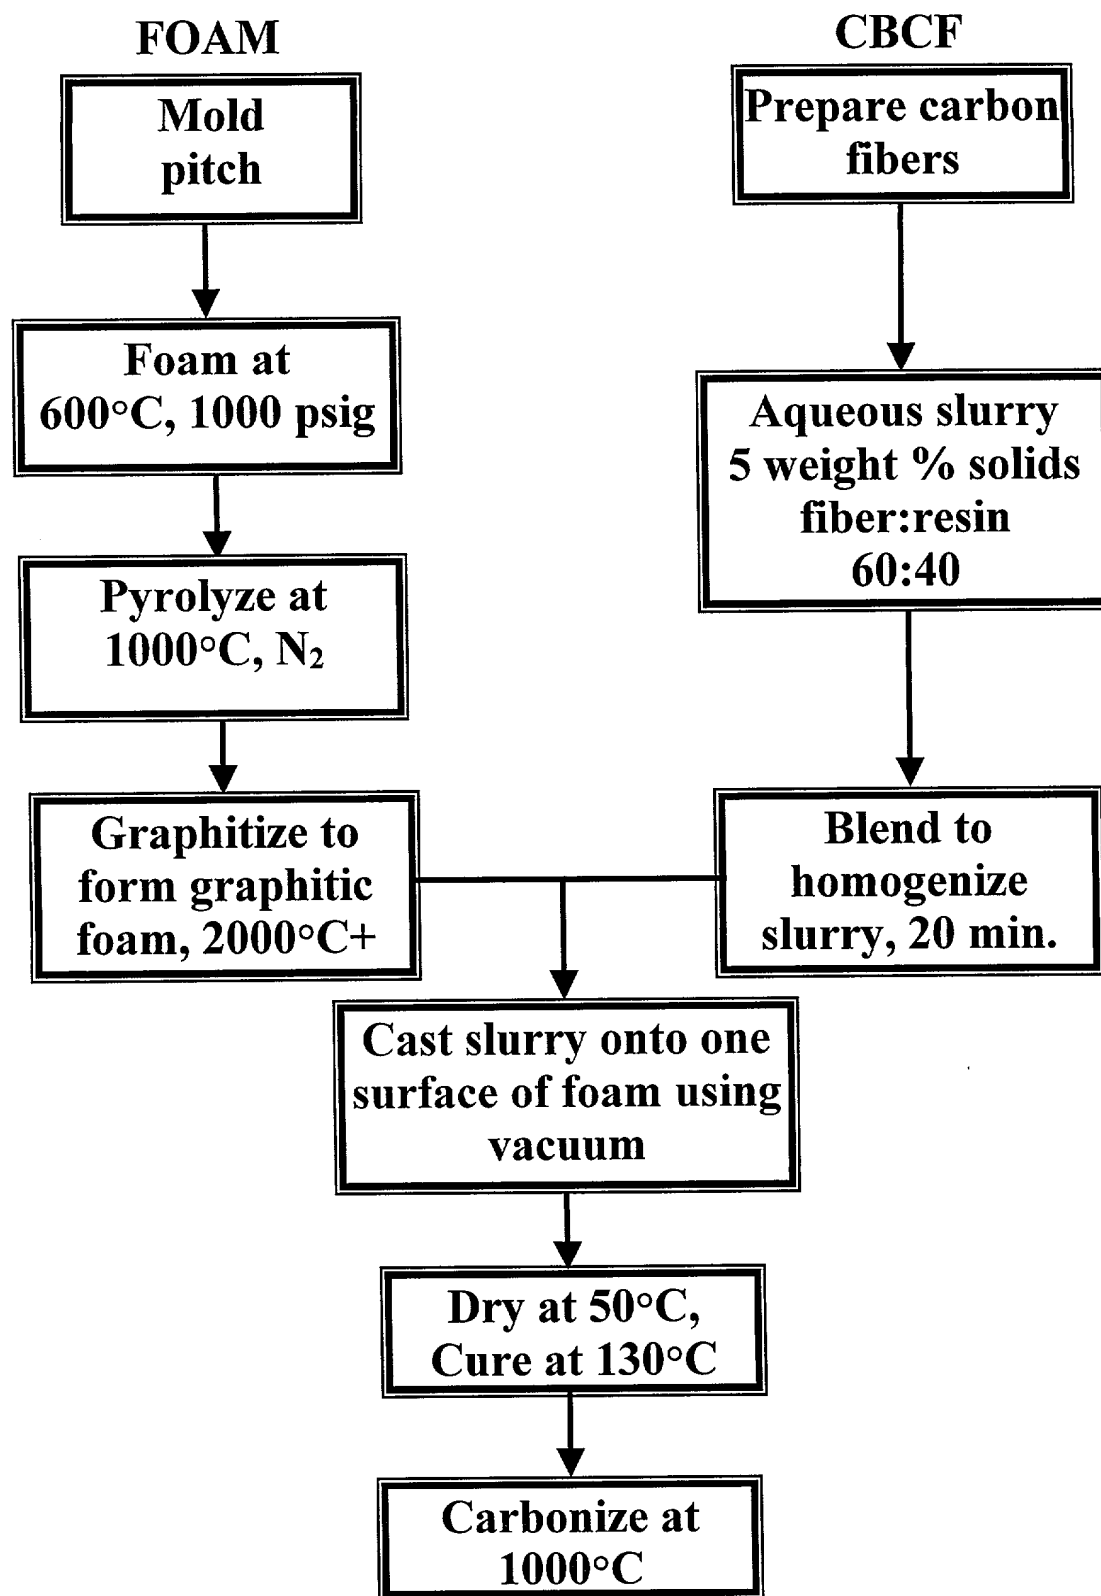 FOAM
Mold
pitch
Foam at
600°C, 1000 psig
Pyrolyze at
1000°C, N₂
Graphitize to
form graphitic
foam, 2000°C+
CBCF
Prepare carbon
fibers
Aqueous slurry
5 weight % solids
fiber:resin
60:40
Blend to
homogenize
slurry, 20 min.
Cast slurry onto one
surface of foam using
vacuum
Dry at 50°C,
Cure at 130°C
Carbonize at
1000°C